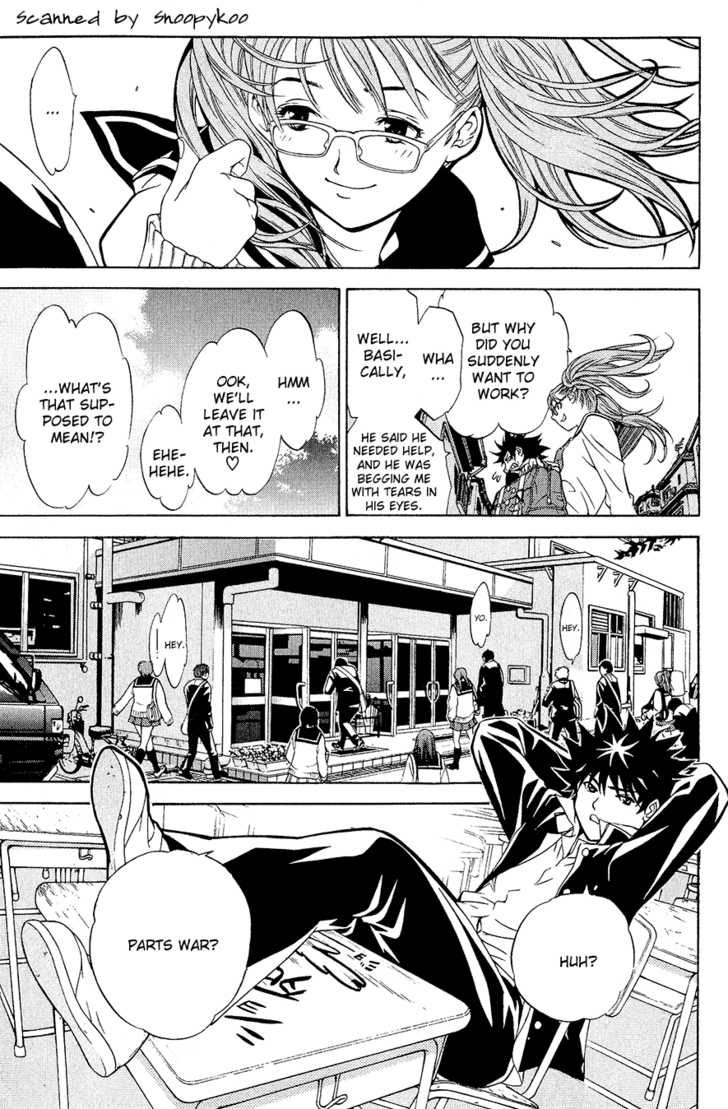 Scanned by Snoopykoo
...
BUT WHY
DID YOU
SUDDENLY
WANT TO
WORK?
WHA
...
WELL...
BASI-
CALLY,
HE SAID HE
NEEDED HELP,
AND HE WAS
BEGGING ME
WITH TEARS IN
HIS EYES.
HMM
...
OOK,
WE'LL
LEAVE IT
AT THAT,
THEN.
♡
EHE-
HEHE.
...WHAT'S
THAT SUP-
POSED TO
MEAN!?
HEY.
YO.
HEY.
HUH?
PARTS WAR?